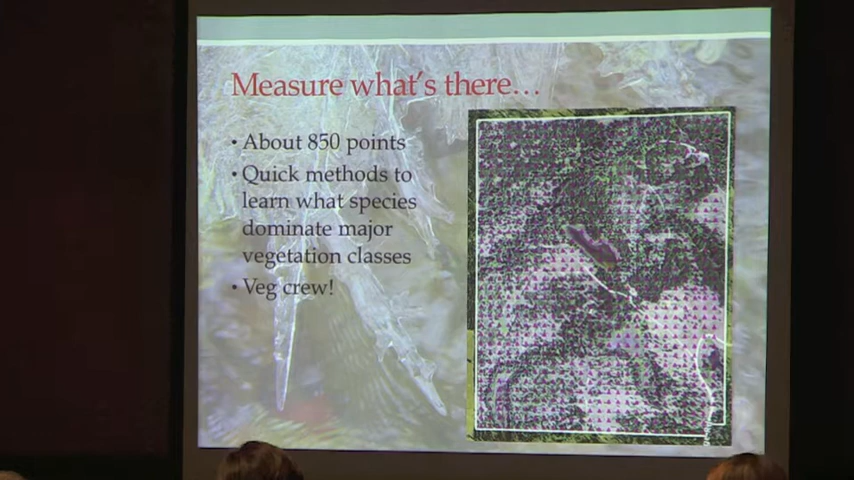 Measure what's there…
• About 850 points
• Quick methods to
learn what species
dominate major
vegetation classes
• Veg crew!